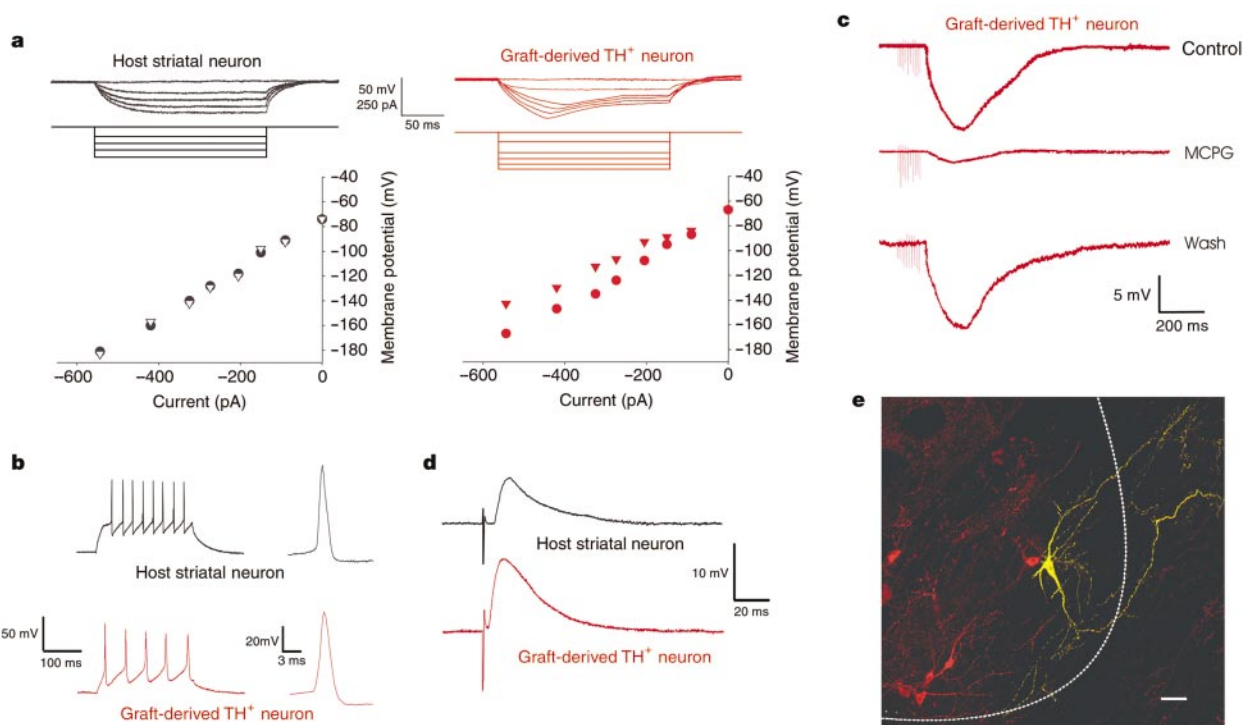 a
Host striatal neuron
50 mV
250 pA
50 ms
Graft-derived TH+ neuron
−40
−60
−80
−100
−120
−140
−160
−180
Membrane potential (mV)
−600
−400
−200
0
Current (pA)
−40
−60
−80
−100
−120
−140
−160
−180
Membrane potential (mV)
−600
−400
−200
0
Current (pA)
c
Graft-derived TH+ neuron
Control
MCPG
Wash
5 mV
200 ms
b
Host striatal neuron
50 mV
100 ms
20mV
3 ms
Graft-derived TH+ neuron
d
Host striatal neuron
10 mV
20 ms
Graft-derived TH+ neuron
e